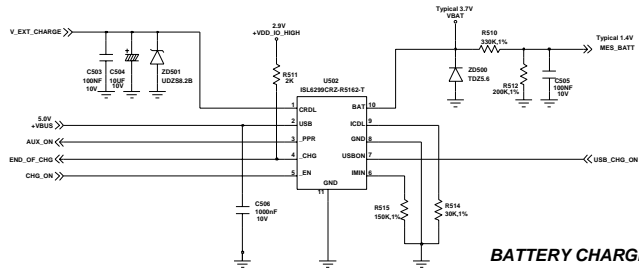 Typical 3.7V
VBAT
2.9V
+VDD_IO_HIGH
V_EXT_CHARGE
R510
330K,1%
Typical 1.4V
MES_BATT
C503
100NF
10V
C504
10UF
10V
ZD501
UDZS8.2B
R511
2K
U502
ISL6299CRZ-R5162-T
ZD500
TDZ5.6
R512
200K,1%
C505
100NF
10V
1 CRDL BAT 10
5.0V
+VBUS
2 USB ICDL 9
AUX_ON
3 _PPR GND 8
END_OF_CHG
4 _CHG USBON 7
USB_CHG_ON
CHG_ON
5 _EN IMIN 6
GND
11
C506
1000nF
10V
R515
150K,1%
R514
30K,1%
BATTERY CHARG